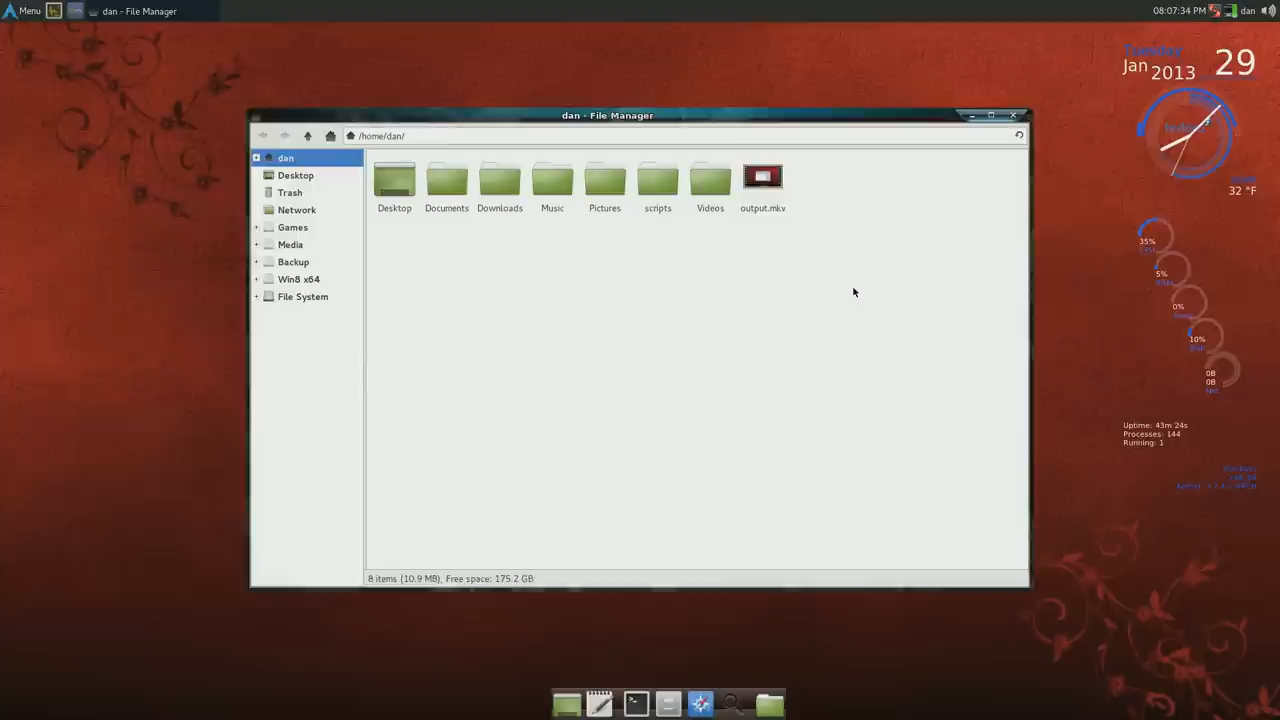 Menu
dan - File Manager
08:07:34 PM
dan
Tuesday
Jan 2013 29
32 °F
dan - File Manager
/home/dan/
dan
Desktop
Trash
Network
Games
Media
Backup
Win8 x64
File System
Desktop Documents Downloads Music Pictures scripts Videos output.mkv
8 items (10.9 MB), Free space: 175.2 GB
35%
5%
0%
10%
0B
0B
Uptime: 43m 24s
Processes: 144
Running: 1